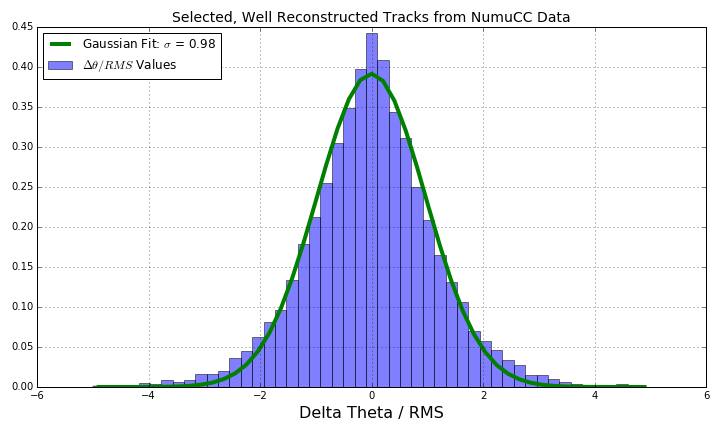 Selected, Well Reconstructed Tracks from NumuCC Data
0.45
0.40
0.35
0.30
0.25
0.20
0.15
0.10
0.05
0.00
Gaussian Fit: σ = 0.98
Δθ/RMS Values
−6 −4 −2 0 2 4 6
Delta Theta / RMS